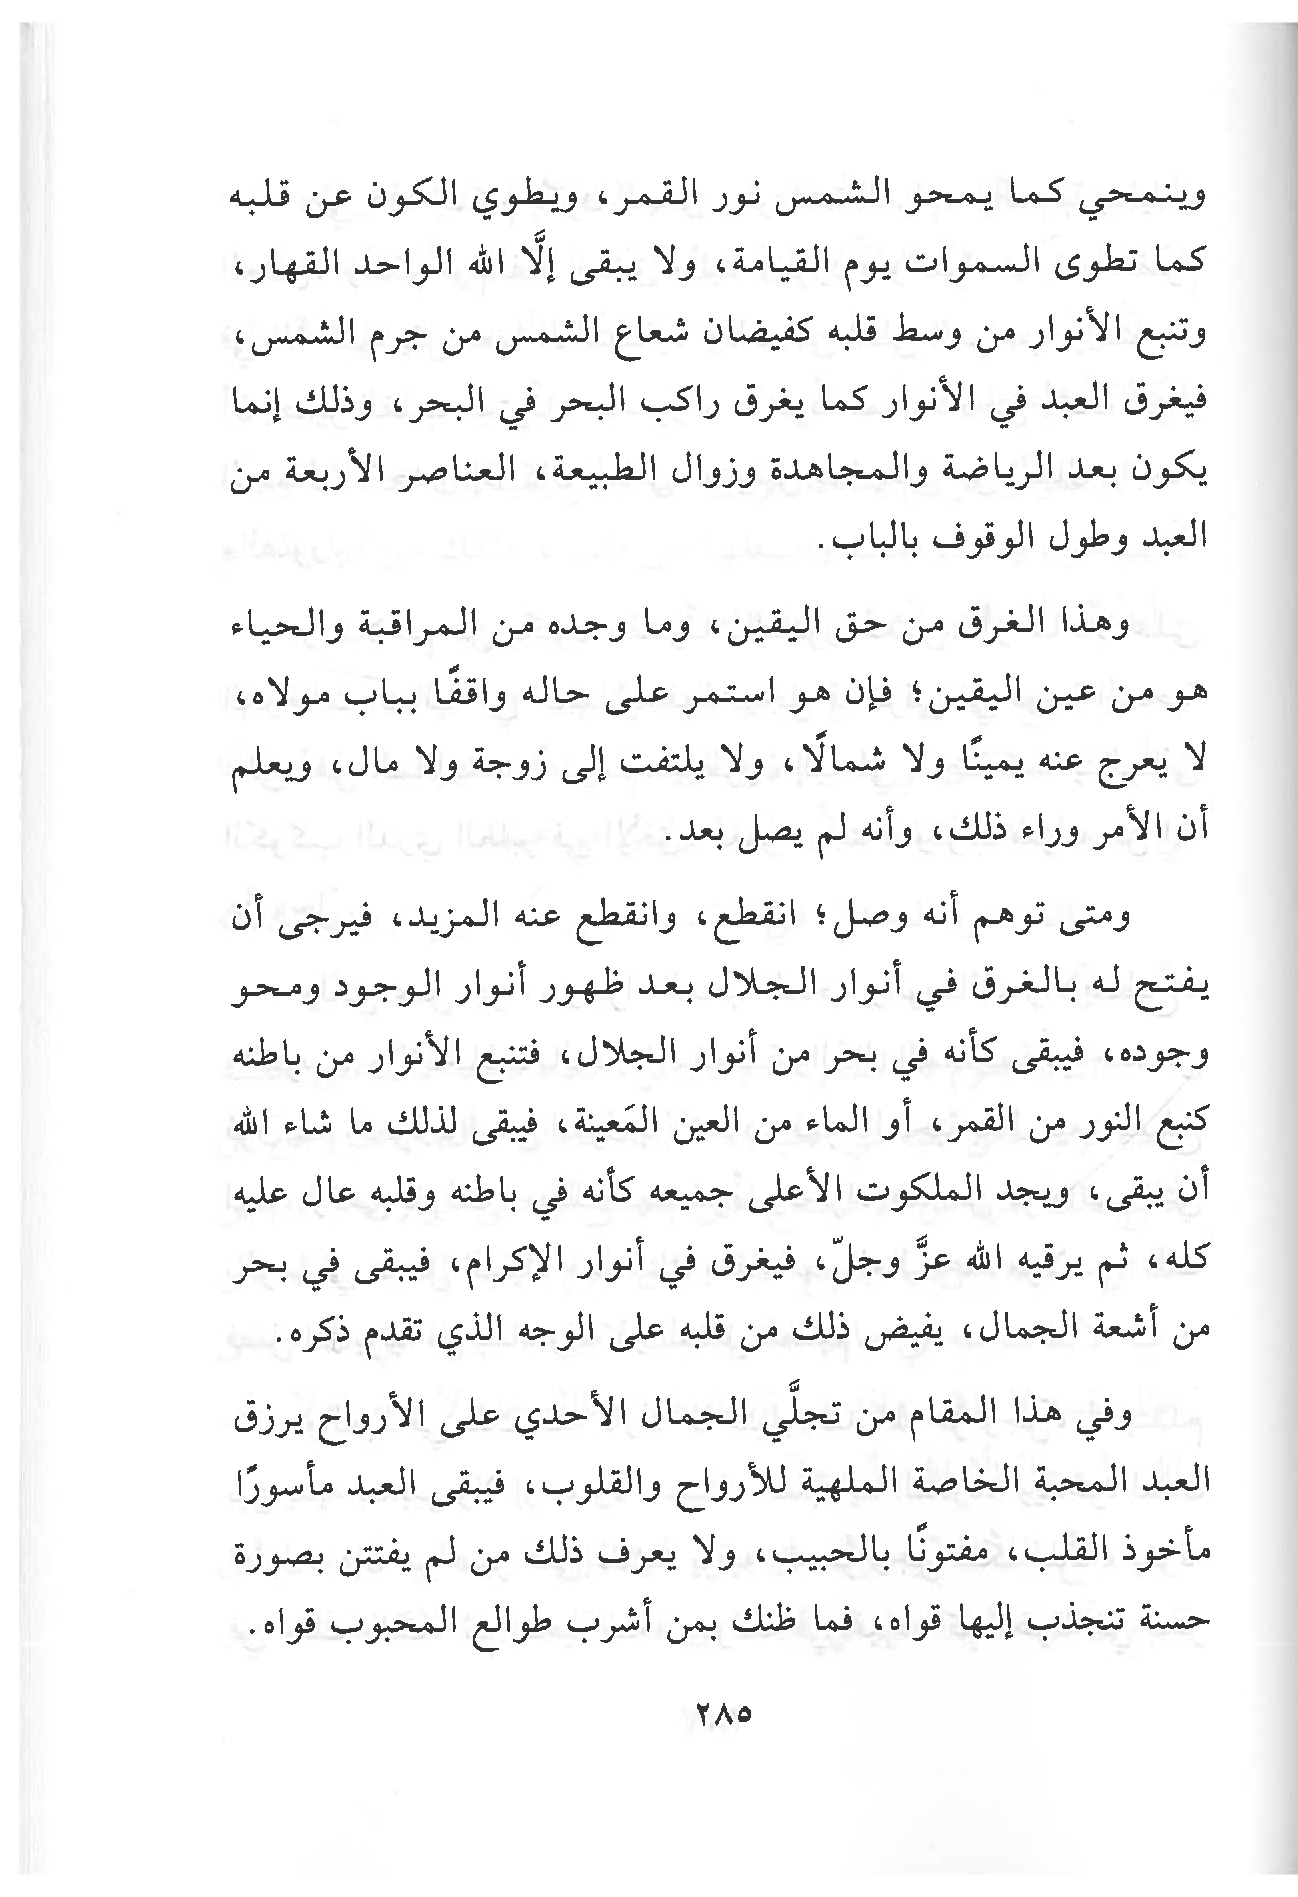 وينمحي كما يمحو الشمس نور القمر، ويطوي الكون عن قلبه
كما تطوى السموات يوم القيامة، ولا يبقى إلَّا الله الواحد القهار،
وتنبع الأنوار من وسط قلبه كفيضان شعاع الشمس من جرم الشمس،
فيغرق العبد في الأنوار كما يغرق راكب البحر في البحر، وذلك إنما
يكون بعد الرياضة والمجاهدة وزوال الطبيعة، العناصر الأربعة من
العبد وطول الوقوف بالباب.
وهذا الغرق من حق اليقين، وما وجده من المراقبة والحياء
هو من عين اليقين؛ فإن هو استمر على حاله واقفًا بباب مولاه،
لا يعرج عنه يمينًا ولا شمالًا، ولا يلتفت إلى زوجة ولا مال، ويعلم
أن الأمر وراء ذلك، وأنه لم يصل بعد.
ومتى توهم أنه وصل؛ انقطع، وانقطع عنه المزيد، فيرجى أن
يفتح له بالغرق في أنوار الجلال بعد ظهور أنوار الوجود ومحو
وجوده، فيبقى كأنه في بحر من أنوار الجلال، فتنبع الأنوار من باطنه
كنبع النور من القمر، أو الماء من العين المَعينة، فيبقى لذلك ما شاء الله
أن يبقى، ويجد الملكوت الأعلى جميعه كأنه في باطنه وقلبه عال عليه
كله، ثم يرقيه الله عزَّ وجلّ، فيغرق في أنوار الإكرام، فيبقى في بحر
من أشعة الجمال، يفيض ذلك من قلبه على الوجه الذي تقدم ذكره.
وفي هذا المقام من تجلَّي الجمال الأحدي على الأرواح يرزق
العبد المحبة الخاصة الملهية للأرواح والقلوب، فيبقى العبد مأسورًا
مأخوذ القلب، مفتونًا بالحبيب، ولا يعرف ذلك من لم يفتتن بصورة
حسنة تنجذب إليها قواه، فما ظنك بمن أشرب طوالع المحبوب قواه.
٢٨٥